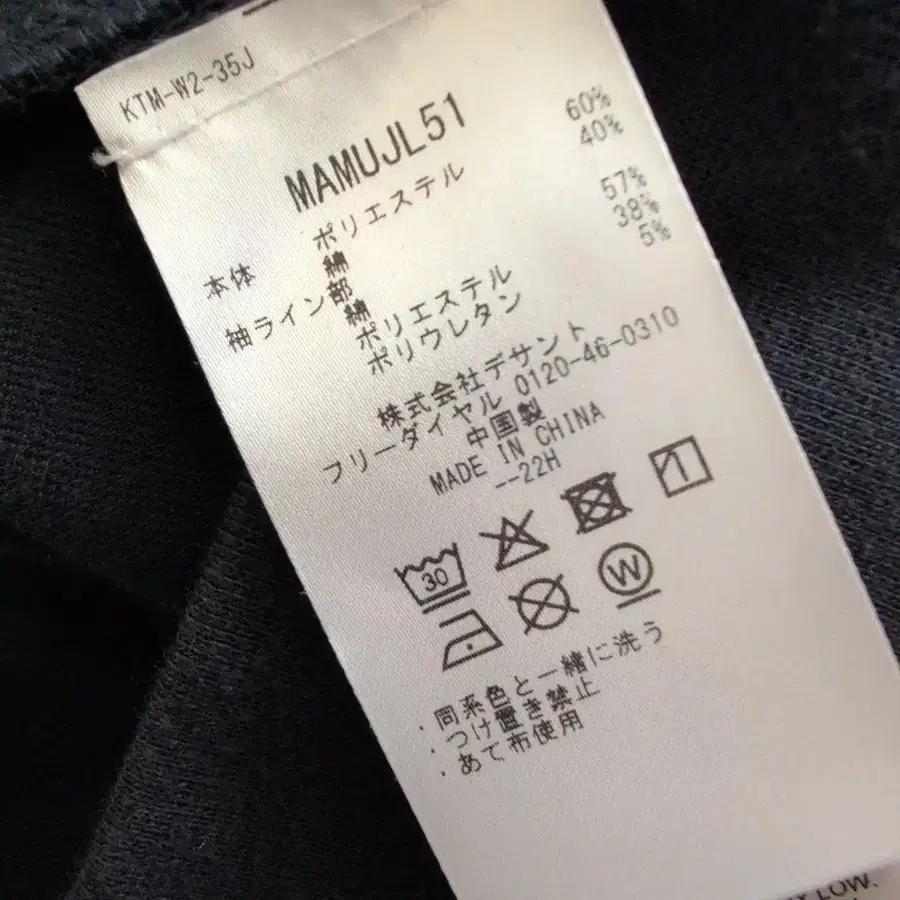 KTM-W2-35J
MAMUJL51
本体 ポリエステル 60%
綿 40%
袖ライン部
綿 57%
ポリエステル 38%
ポリウレタン 5%
株式会社デサント
フリーダイヤル 0120-46-0310
中国製
MADE IN CHINA
--22H
30
W
・同系色と一緒に洗う
・つけ置き禁止
・あて布使用
LOW.